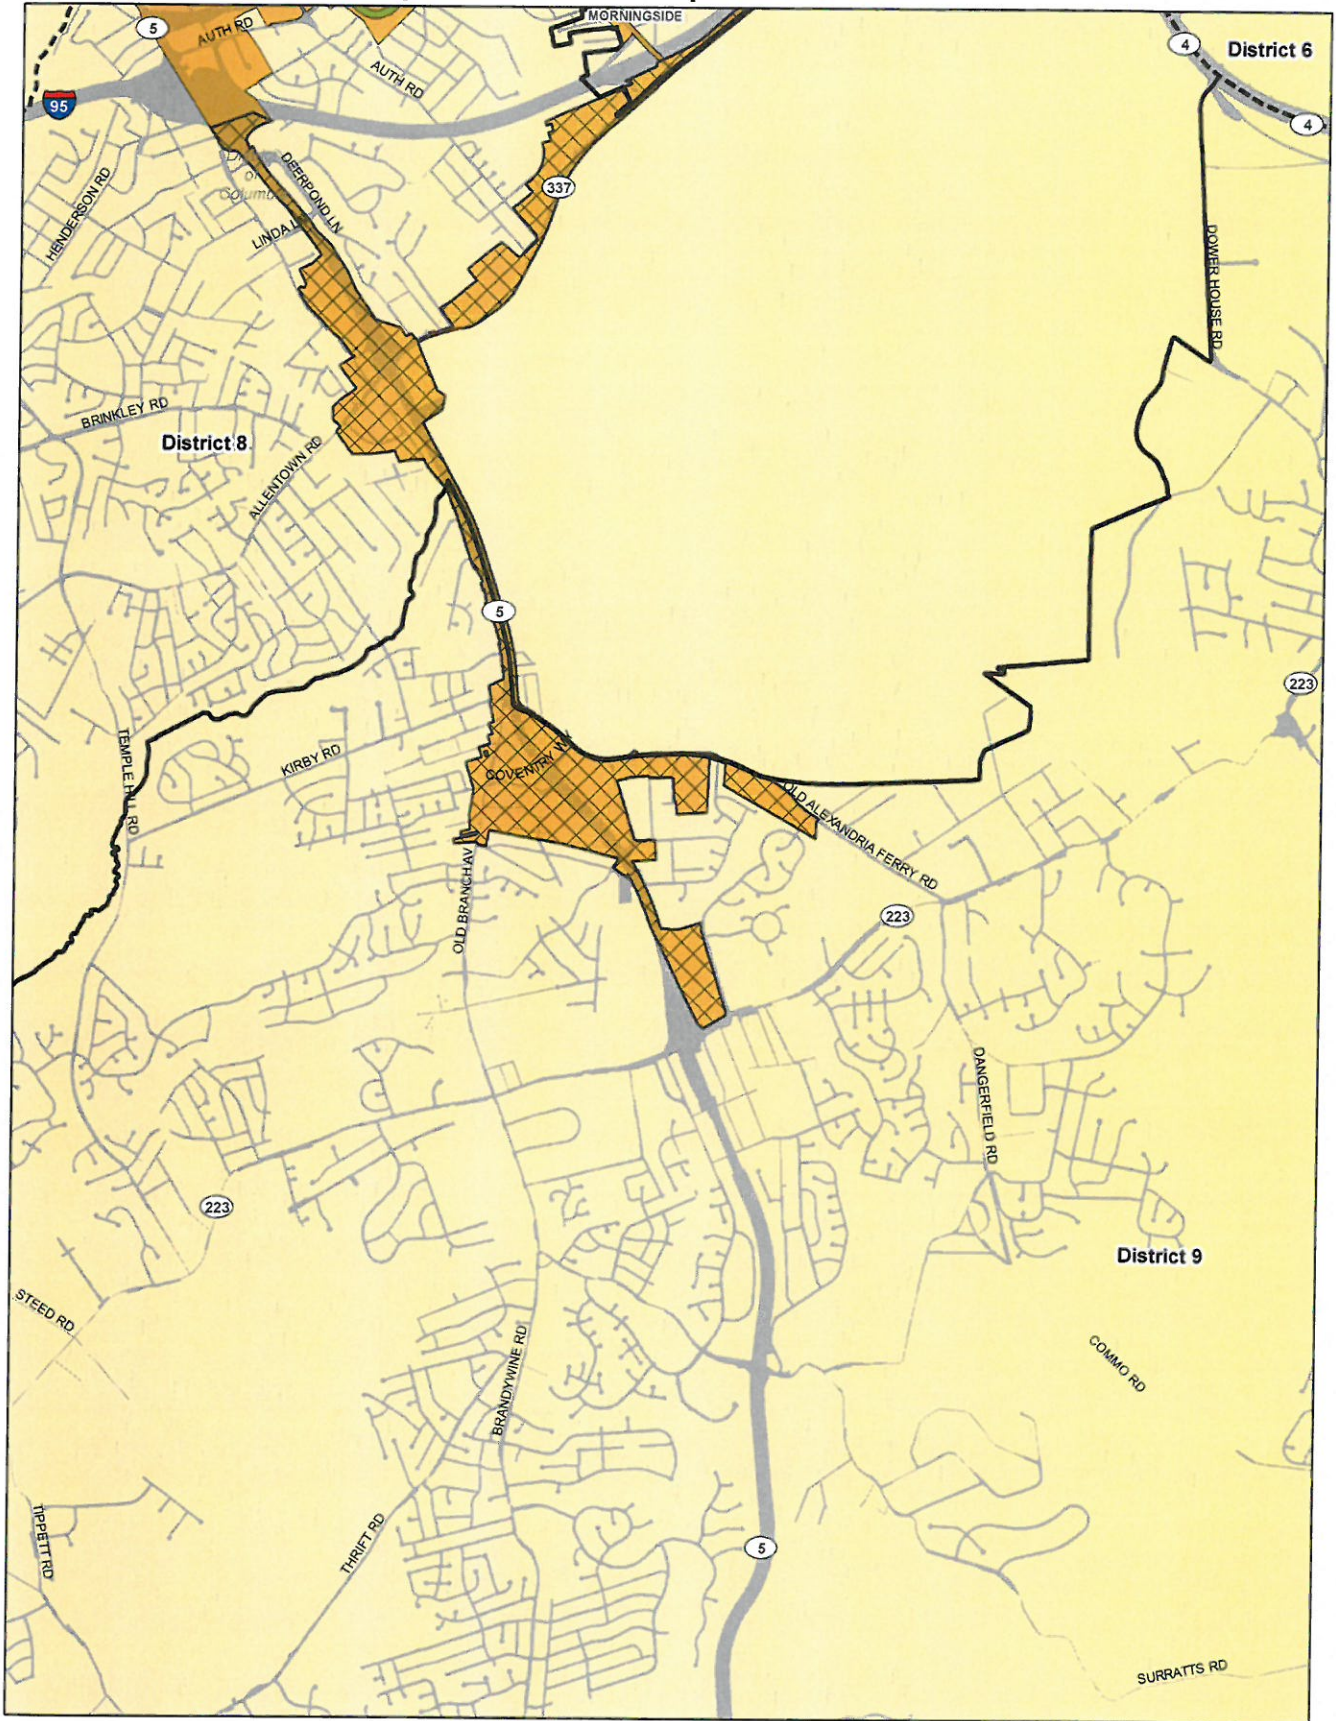 MORNINGSIDE
5
AUTH RD
4
District 6
AUTH RD
95
4
DEERPOND LN
of
HENDERSON RD
337
LINDA L
DOWER HOUSE RD
BRINKLEY RD
District 8
ALLENTOWN RD
5
223
TEMPLE HILL RD
KIRBY RD
COVENTRY WY
OLD ALEXANDRIA FERRY RD
OLD BRANCH AV
223
DANGERFIELD RD
223
District 9
STEED RD
BRANDYWINE RD
COMMO RD
TIPPETT RD
THRIFT RD
5
SURRATTS RD